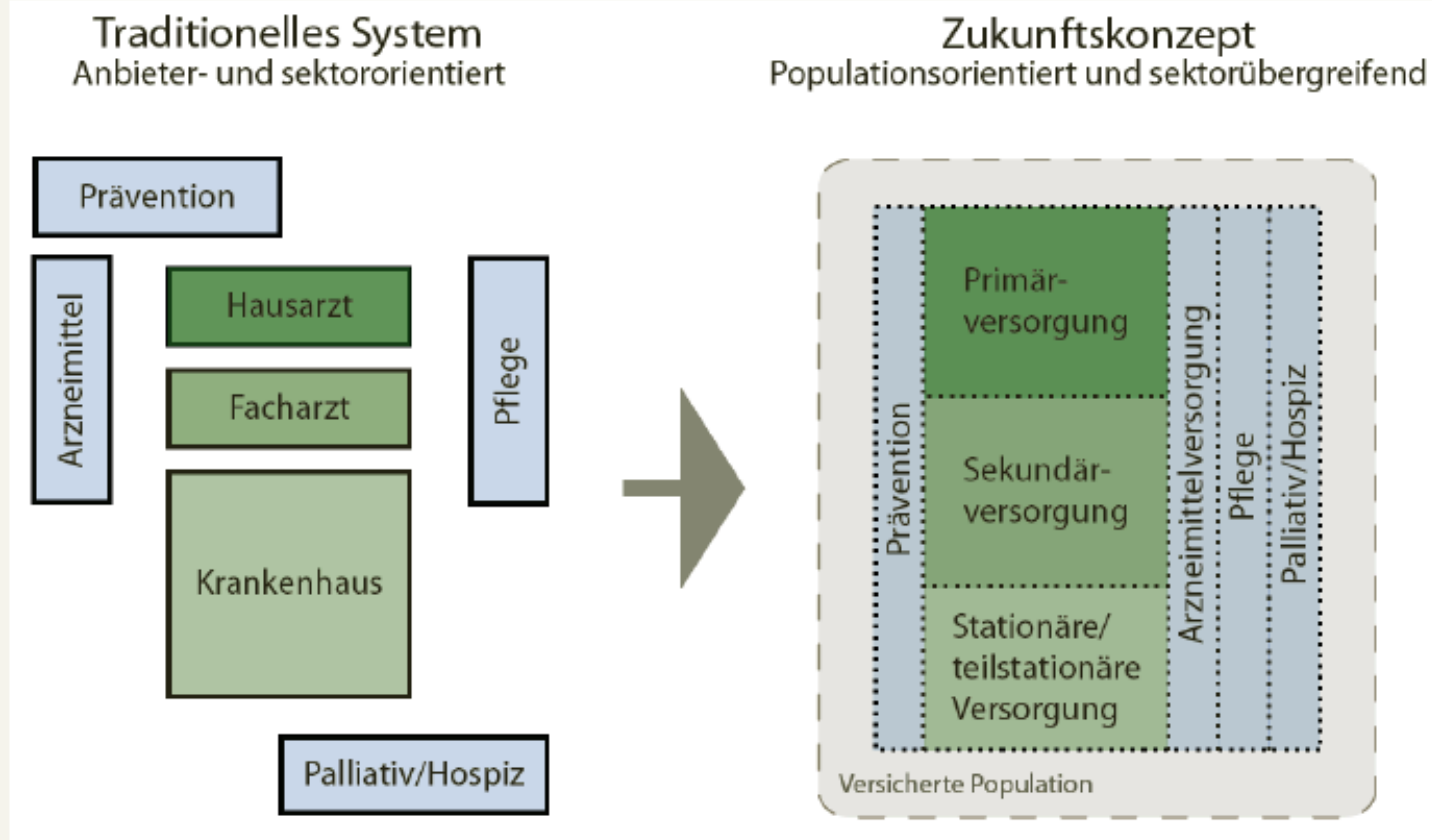 Traditionelles System
Anbieter- und sektororientiert
Prävention
Arzneimittel
Hausarzt
Facharzt
Krankenhaus
Pflege
Palliativ/Hospiz
Zukunftskonzept
Populationsorientiert und sektorübergreifend
Prävention
Primär-
versorgung
Sekundär-
versorgung
Stationäre/
teilstationäre
Versorgung
Arzneimittelversorgung
Pflege
Palliativ/Hospiz
Versicherte Population